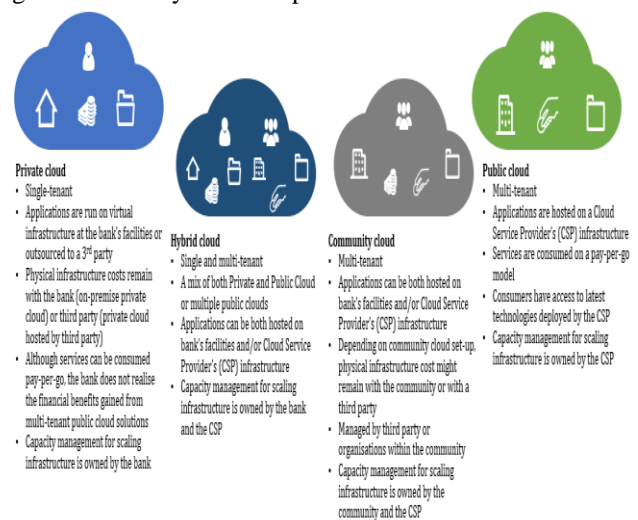 Private cloud
• Single-tenant
• Applications are run on virtual
infrastructure at the bank's facilities or
outsourced to a 3rd party
• Physical infrastructure costs remain
with the bank (on-premise private
cloud) or third party (private cloud
hosted by third party)
• Although services can be consumed
pay-per-go, the bank does not realise
the financial benefits gained from
multi-tenant public cloud solutions
• Capacity management for scaling
infrastructure is owned by the bank
Hybrid cloud
• Single and multi-tenant
• A mix of both Private and Public Cloud
or multiple public clouds
• Applications can be both hosted on
bank's facilities and/or Cloud Service
Provider's (CSP) infrastructure
• Capacity management for scaling
infrastructure is owned by the bank
and the CSP
Community cloud
• Multi-tenant
• Applications can be both hosted on
bank's facilities and/or Cloud Service
Provider's (CSP) infrastructure
• Depending on community cloud set-up,
physical infrastructure cost might
remain with the community or with a
third party
• Managed by third party or
organisations within the community
• Capacity management for scaling
infrastructure is owned by the
community and the CSP
Public cloud
• Multi-tenant
• Applications are hosted on a Cloud
Service Provider's (CSP) infrastructure
• Services are consumed on a pay-per-go
model
• Consumers have access to latest
technologies deployed by the CSP
• Capacity management for scaling
infrastructure is owned by the CSP